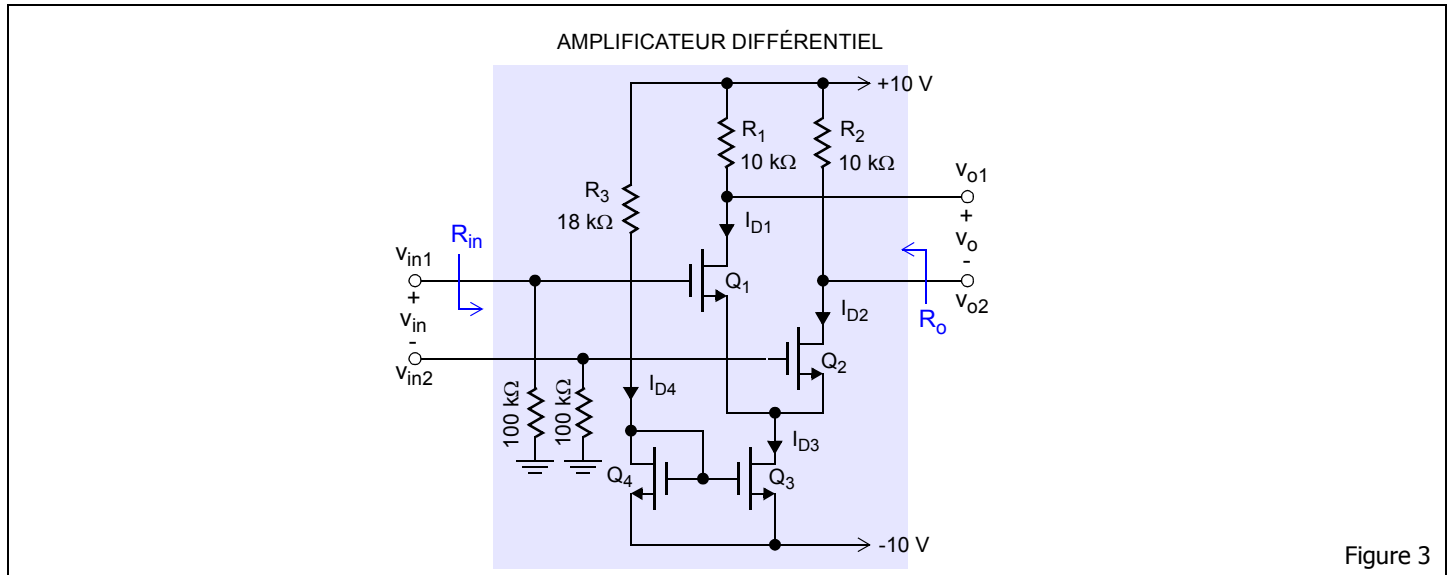 AMPLIFICATEUR DIFFÉRENTIEL
+10 V
R1
10 kΩ
R2
10 kΩ
R3
18 kΩ
vo1
+
vo
-
vo2
ID1
Rin
vin1
+
vin
-
vin2
Q1
ID2
Ro
Q2
100 kΩ
100 kΩ
ID4
ID3
Q4
Q3
-10 V
Figure 3